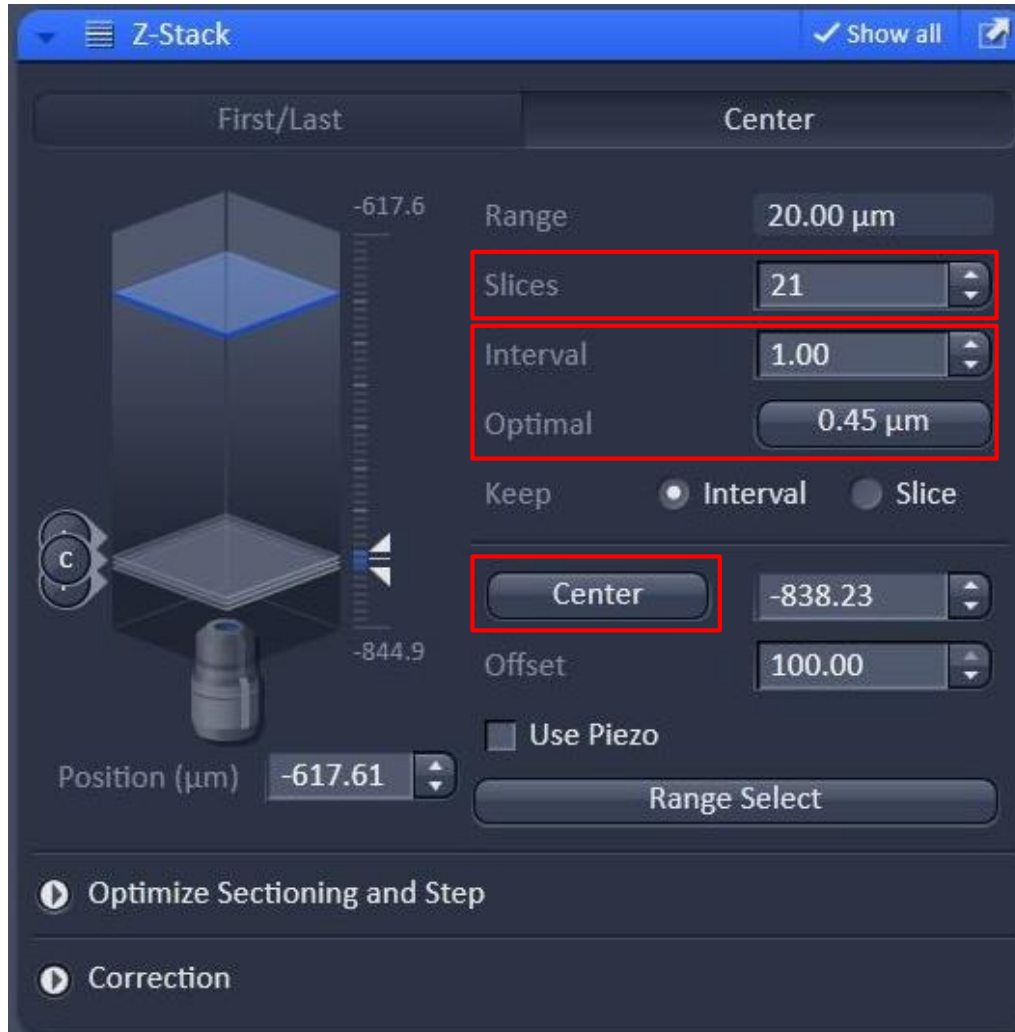 Z-Stack Show all
First/Last Center
-617.6
Range 20.00 µm
Slices 21
Interval 1.00
Optimal 0.45 µm
Keep Interval Slice
C
Center -838.23
-844.9
Offset 100.00
Use Piezo
Position (µm) -617.61
Range Select
Optimize Sectioning and Step
Correction